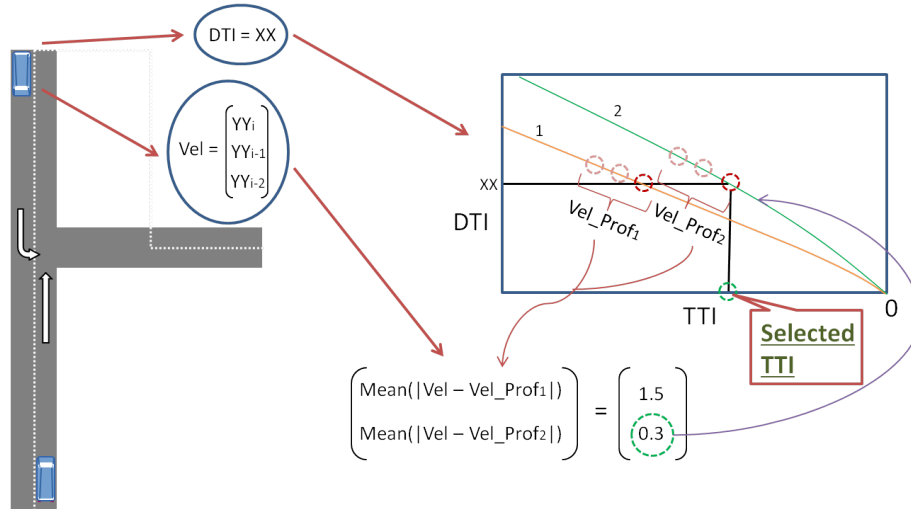 DTI = XX
Vel =
YYi
YYi-1
YYi-2
2
1
XX
DTI
Vel_Prof1
Vel_Prof2
TTI
0
Selected
TTI
Mean(|Vel – Vel_Prof1|)
Mean(|Vel – Vel_Prof2|)
=
1.5
0.3